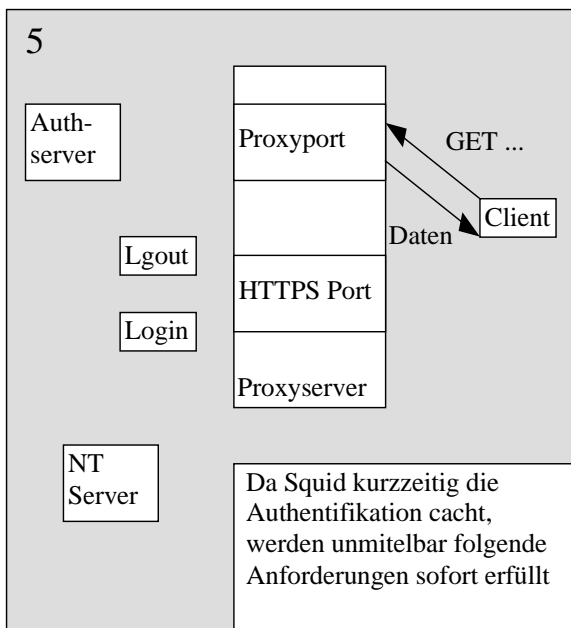 5
Auth-
server
Proxyport
GET ...
Client
Daten
Lgout
HTTPS Port
Login
Proxyserver
NT
Server
Da Squid kurzzeitig die
Authentifikation cacht,
werden unmitelbar folgende
Anforderungen sofort erfüllt